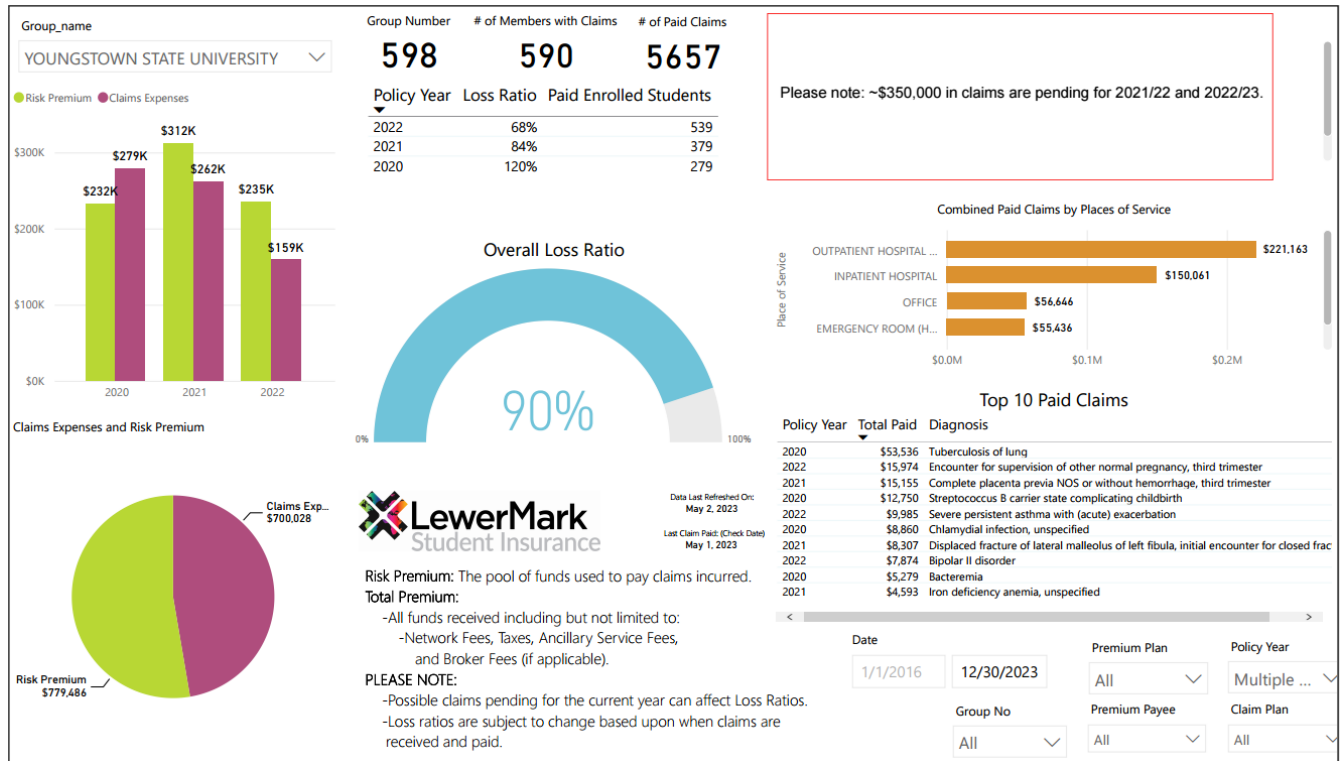 Group_name
YOUNGSTOWN STATE UNIVERSITY
Risk Premium Claims Expenses
$312K
$300K
$279K
$262K
$232K
$235K
$200K
$159K
$100K
$0K
2020 2021 2022
Claims Expenses and Risk Premium
Claims Exp...
$700,028
Risk Premium
$779,486
Group Number # of Members with Claims # of Paid Claims
598 590 5657
Policy Year Loss Ratio Paid Enrolled Students
2022 68% 539
2021 84% 379
2020 120% 279
Overall Loss Ratio
90%
0% 100%
LewerMark
Student Insurance
Data Last Refreshed On:
May 2, 2023
Last Claim Paid: (Check Date)
May 1, 2023
Risk Premium: The pool of funds used to pay claims incurred.
Total Premium:
-All funds received including but not limited to:
-Network Fees, Taxes, Ancillary Service Fees,
and Broker Fees (if applicable).
PLEASE NOTE:
-Possible claims pending for the current year can affect Loss Ratios.
-Loss ratios are subject to change based upon when claims are
received and paid.
Please note: ~$350,000 in claims are pending for 2021/22 and 2022/23.
Combined Paid Claims by Places of Service
Place of Service
OUTPATIENT HOSPITAL ... $221,163
INPATIENT HOSPITAL $150,061
OFFICE $56,646
EMERGENCY ROOM (H... $55,436
$0.0M $0.1M $0.2M
Top 10 Paid Claims
Policy Year Total Paid Diagnosis
2020 $53,536 Tuberculosis of lung
2022 $15,974 Encounter for supervision of other normal pregnancy, third trimester
2021 $15,155 Complete placenta previa NOS or without hemorrhage, third trimester
2020 $12,750 Streptococcus B carrier state complicating childbirth
2022 $9,985 Severe persistent asthma with (acute) exacerbation
2020 $8,860 Chlamydial infection, unspecified
2021 $8,307 Displaced fracture of lateral malleolus of left fibula, initial encounter for closed frac
2022 $7,874 Bipolar II disorder
2020 $5,279 Bacteremia
2021 $4,593 Iron deficiency anemia, unspecified
Date
1/1/2016 12/30/2023
Premium Plan
All
Policy Year
Multiple ...
Group No
All
Premium Payee
All
Claim Plan
All